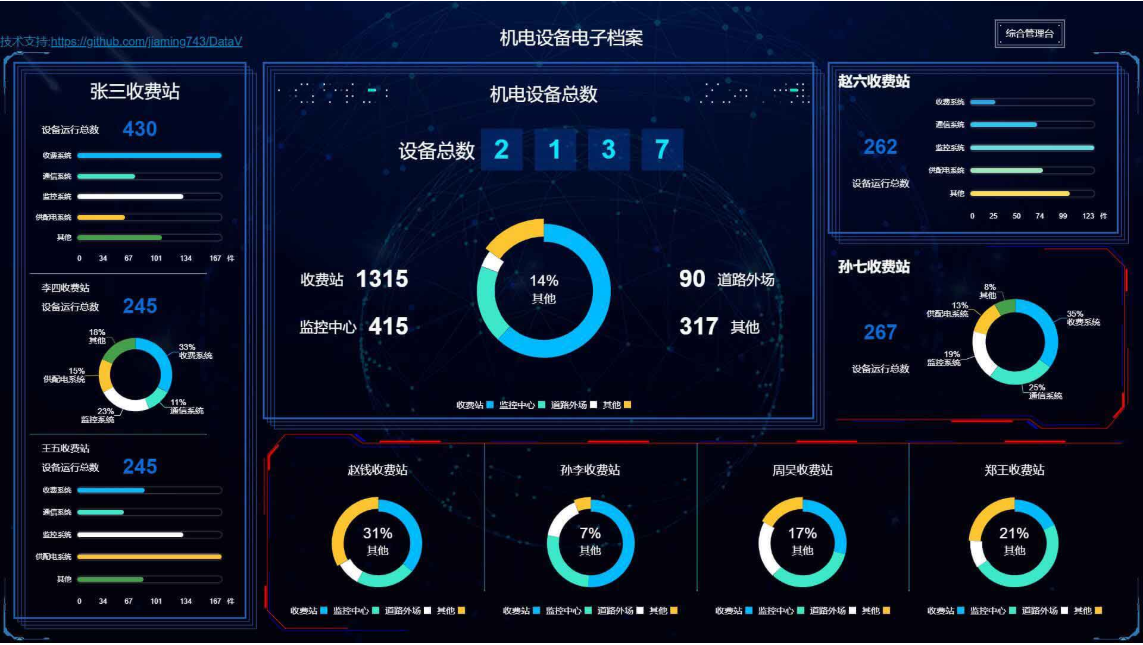 技术支持:https://github.com/jiaming743/DataV
机电设备电子档案
综合管理台
张三收费站
设备运行总数 430
收费系统
通信系统
监控系统
供配电系统
其他
0 34 67 101 134 167 件
李四收费站
设备运行总数 245
18%
其他
33%
收费系统
15%
供配电系统
11%
通信系统
23%
监控系统
王五收费站
设备运行总数 245
收费系统
通信系统
监控系统
供配电系统
其他
0 34 67 101 134 167 件
机电设备总数
设备总数 2 1 3 7
收费站 1315
监控中心 415
14%
其他
90 道路外场
317 其他
收费站 监控中心 道路外场 其他
赵六收费站
262
设备运行总数
收费系统
通信系统
监控系统
供配电系统
其他
0 25 50 74 99 123 件
孙七收费站
267
设备运行总数
8%
其他
13%
供配电系统
35%
收费系统
19%
监控系统
25%
通信系统
赵钱收费站
31%
其他
收费站 监控中心 道路外场 其他
孙李收费站
7%
其他
收费站 监控中心 道路外场 其他
周吴收费站
17%
其他
收费站 监控中心 道路外场 其他
郑王收费站
21%
其他
收费站 监控中心 道路外场 其他